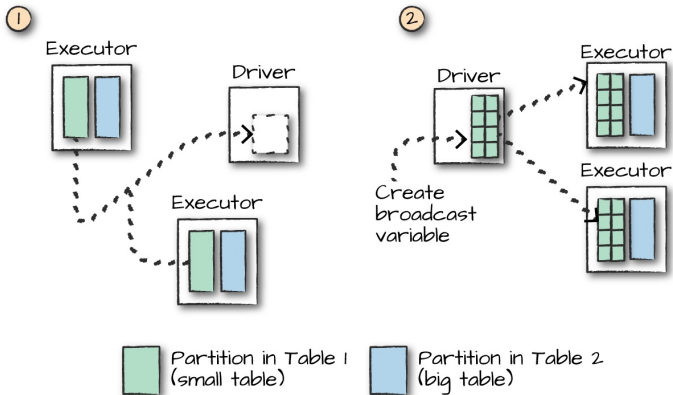 1
Executor
Driver
Executor
2
Driver
Executor
Executor
Create
broadcast
variable
Partition in Table 1
(small table)
Partition in Table 2
(big table)